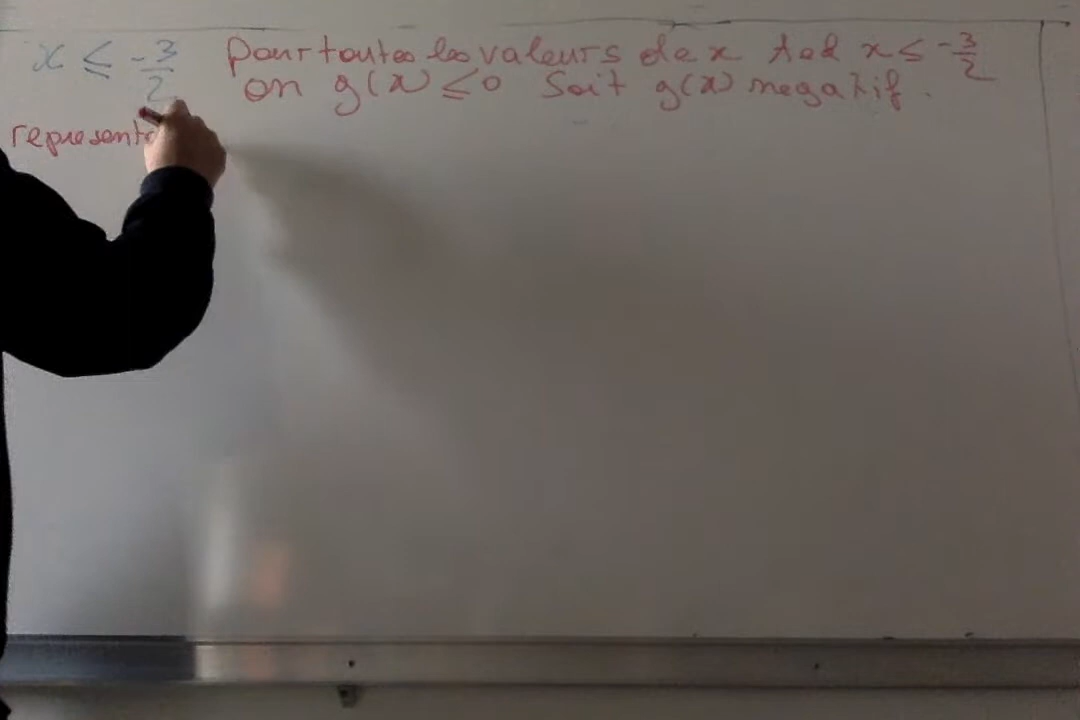 x ≤ -3/2 Pour toutes les valeurs de x tel x ≤ -3/2
on g(x) ≤ 0 Soit g(x) negatif.
represent